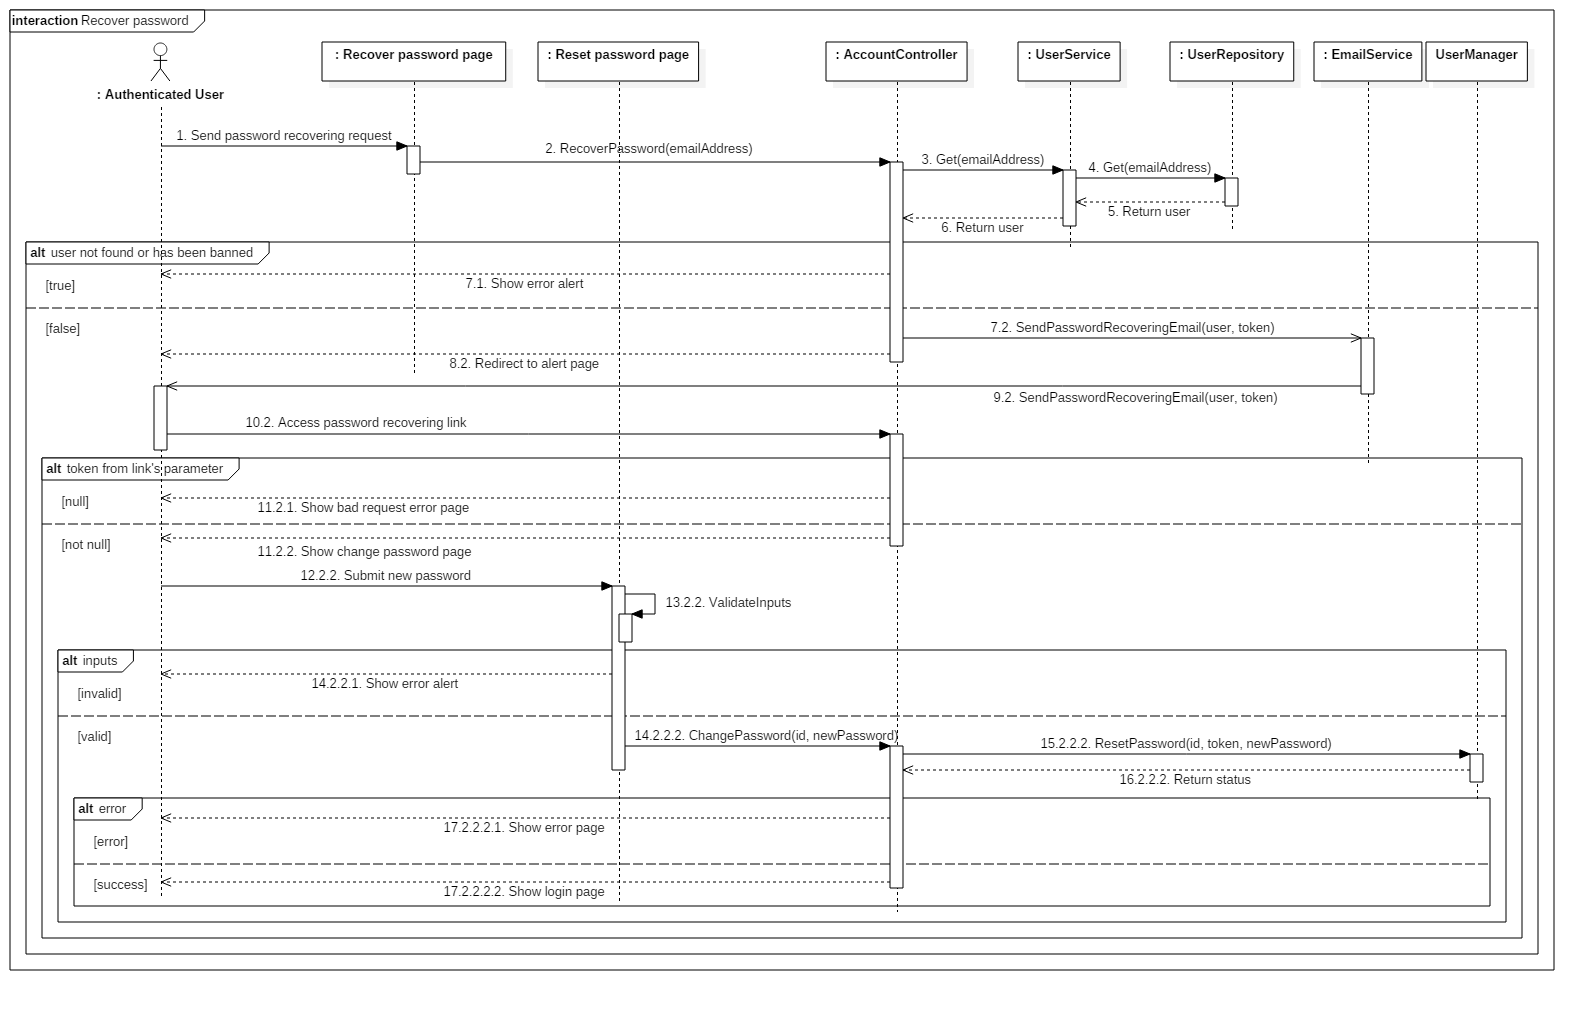 interaction Recover password
: Authenticated User
: Recover password page
: Reset password page
: AccountController
: UserService
: UserRepository
: EmailService
UserManager
1. Send password recovering request
2. RecoverPassword(emailAddress)
3. Get(emailAddress)
4. Get(emailAddress)
5. Return user
6. Return user
alt user not found or has been banned
[true]
7.1. Show error alert
[false]
7.2. SendPasswordRecoveringEmail(user, token)
8.2. Redirect to alert page
9.2. SendPasswordRecoveringEmail(user, token)
10.2. Access password recovering link
alt token from link's parameter
[null]
11.2.1. Show bad request error page
[not null]
11.2.2. Show change password page
12.2.2. Submit new password
13.2.2. ValidateInputs
alt inputs
14.2.2.1. Show error alert
[invalid]
[valid]
14.2.2.2. ChangePassword(id, newPassword)
15.2.2.2. ResetPassword(id, token, newPassword)
16.2.2.2. Return status
alt error
17.2.2.2.1. Show error page
[error]
[success]
17.2.2.2.2. Show login page